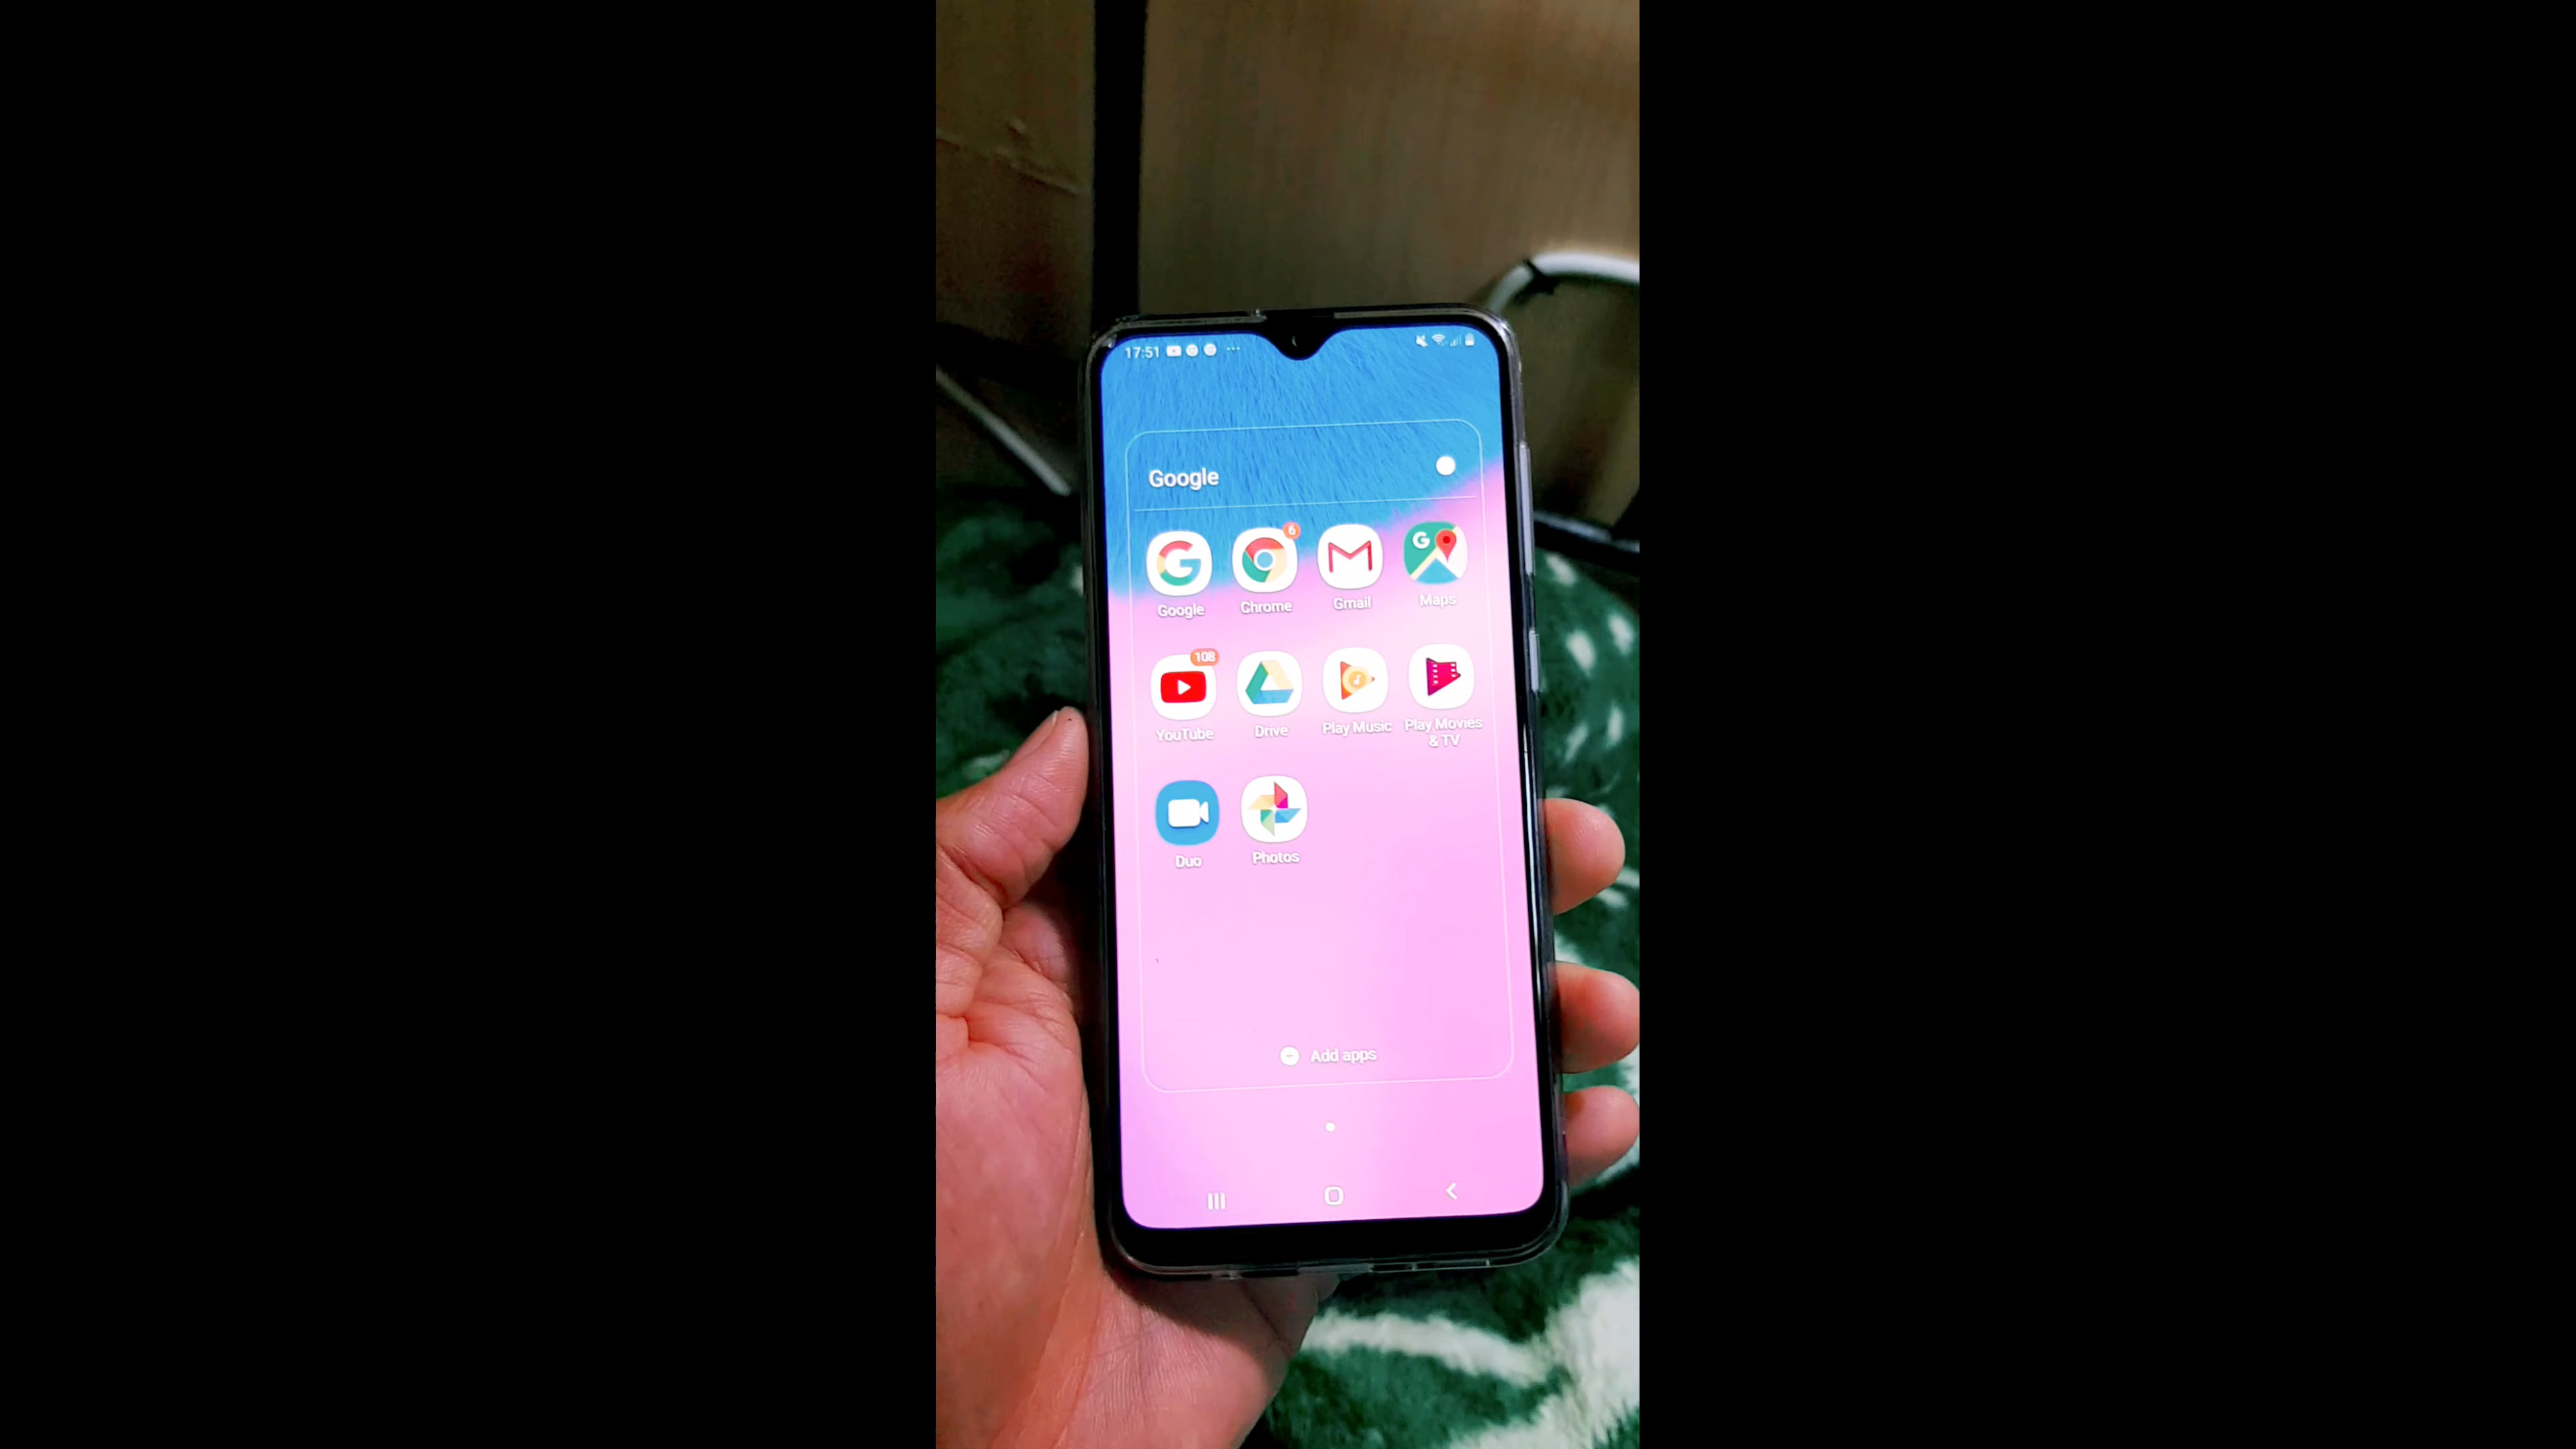 17:51
Google
6
Google Chrome Gmail Maps
108
YouTube Drive Play Music Play Movies
& TV
Duo Photos
Add apps